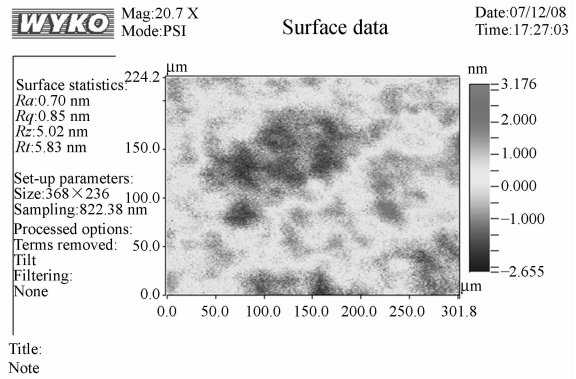 WYKO
Mag:20.7 X
Mode:PSI
Surface data
Date:07/12/08
Time:17:27:03
Surface statistics:
Ra:0.70 nm
Rq:0.85 nm
Rz:5.02 nm
Rt:5.83 nm
Set-up parameters:
Size:368×236
Sampling:822.38 nm
Processed options:
Terms removed:
Tilt
Filtering:
None
Title:
Note
μm
224.2
150.0
100.0
50.0
0.0
0.0 50.0 100.0 150.0 200.0 250.0 301.8
μm
nm
3.176
2.000
1.000
0.000
−1.000
−2.655